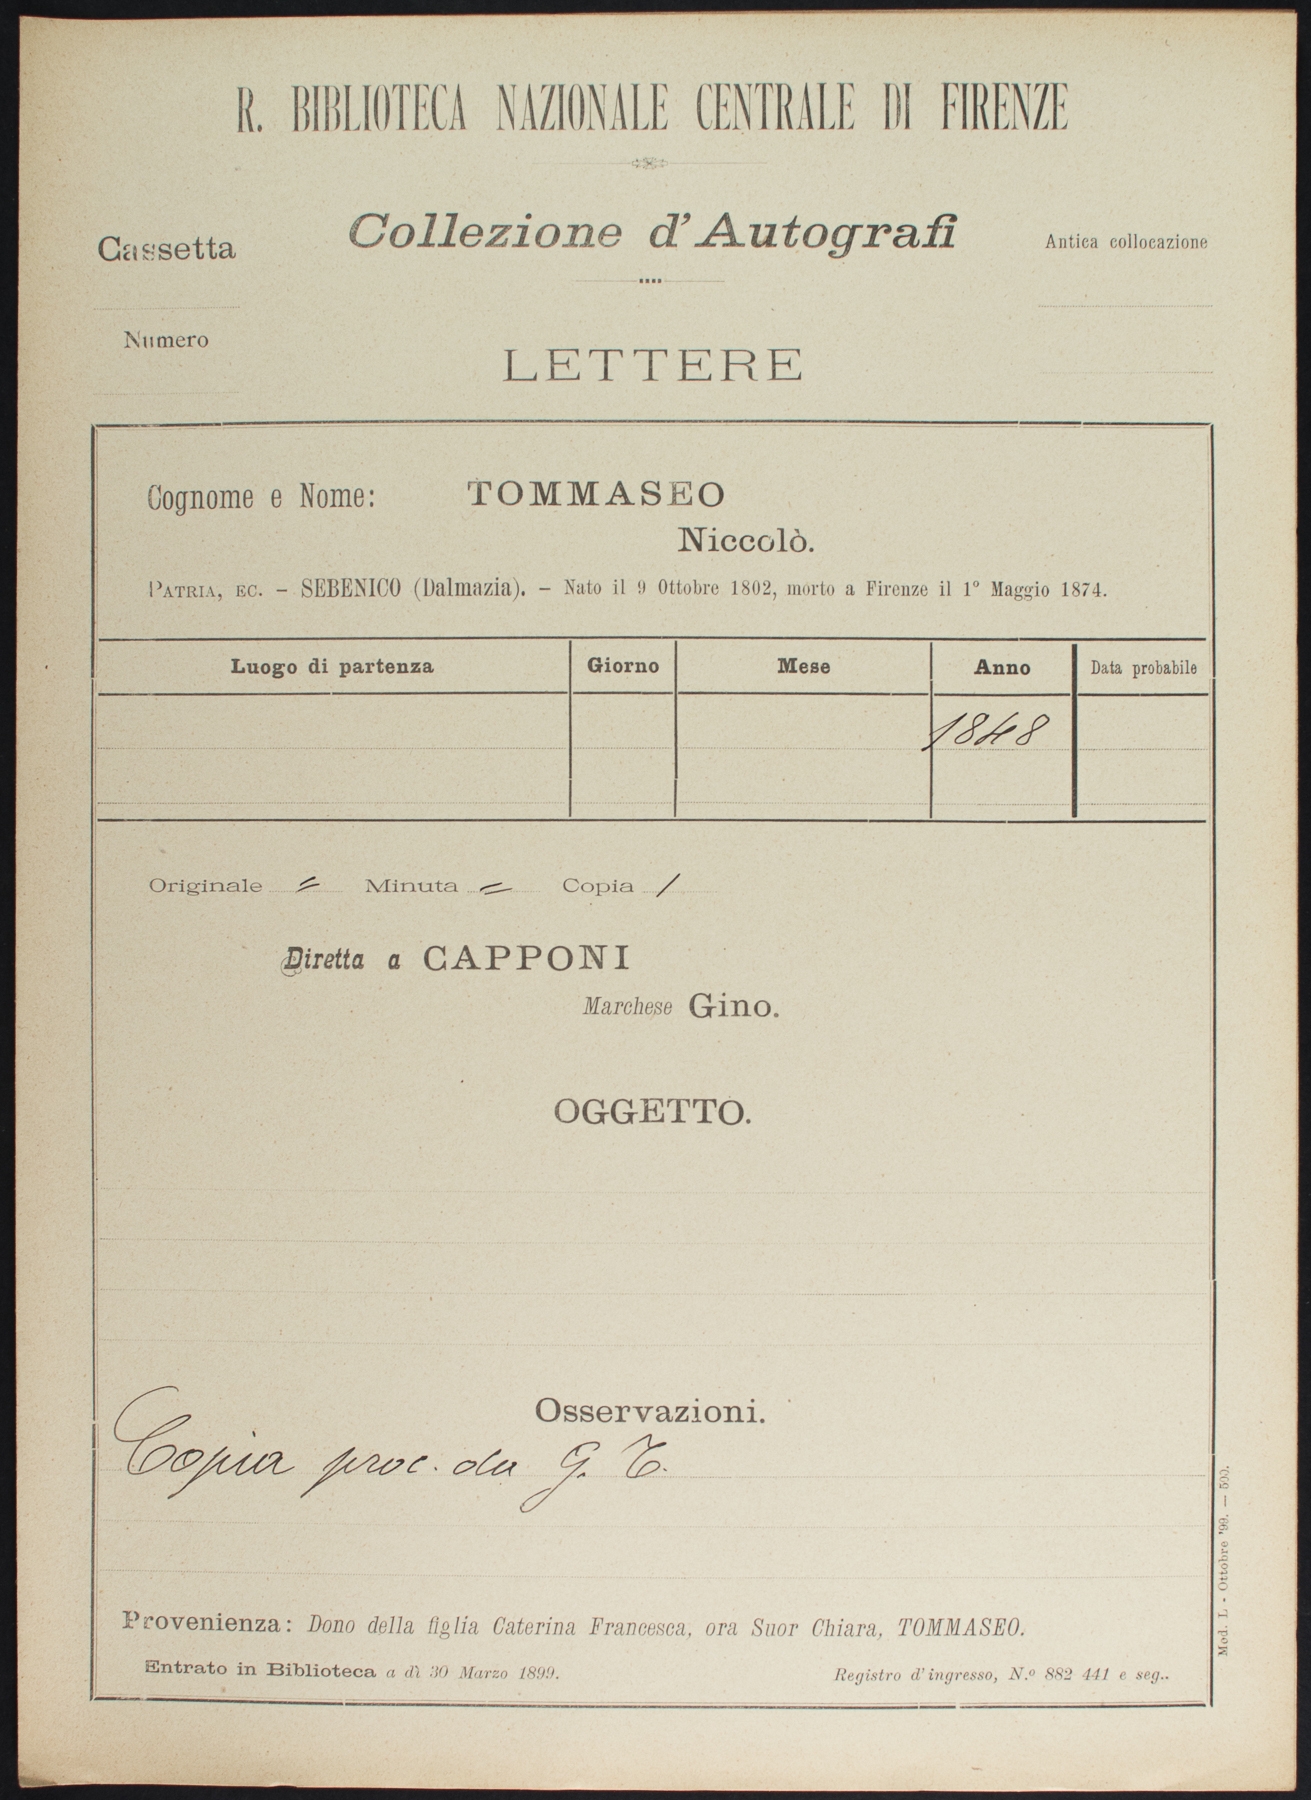 R. BIBLIOTECA NAZIONALE CENTRALE DI FIRENZE
Collezione d'Autografi
Cassetta
Antica collocazione
Numero
LETTERE
Cognome e Nome: TOMMASEO
Niccolò.
PATRIA, EC. – SEBENICO (Dalmazia). – Nato il 9 Ottobre 1802, morto a Firenze il 1° Maggio 1874.
Luogo di partenza Giorno Mese Anno Data probabile
1848
Originale = Minuta = Copia /
Diretta a CAPPONI
Marchese Gino.
OGGETTO.
Osservazioni.
Copia proc. da G. T.
Provenienza: Dono della figlia Caterina Francesca, ora Suor Chiara, TOMMASEO.
Entrato in Biblioteca a dì 30 Marzo 1899. Registro d'ingresso, N.º 882 441 e seg..
Mod. L - Ottobre '99. — 500.